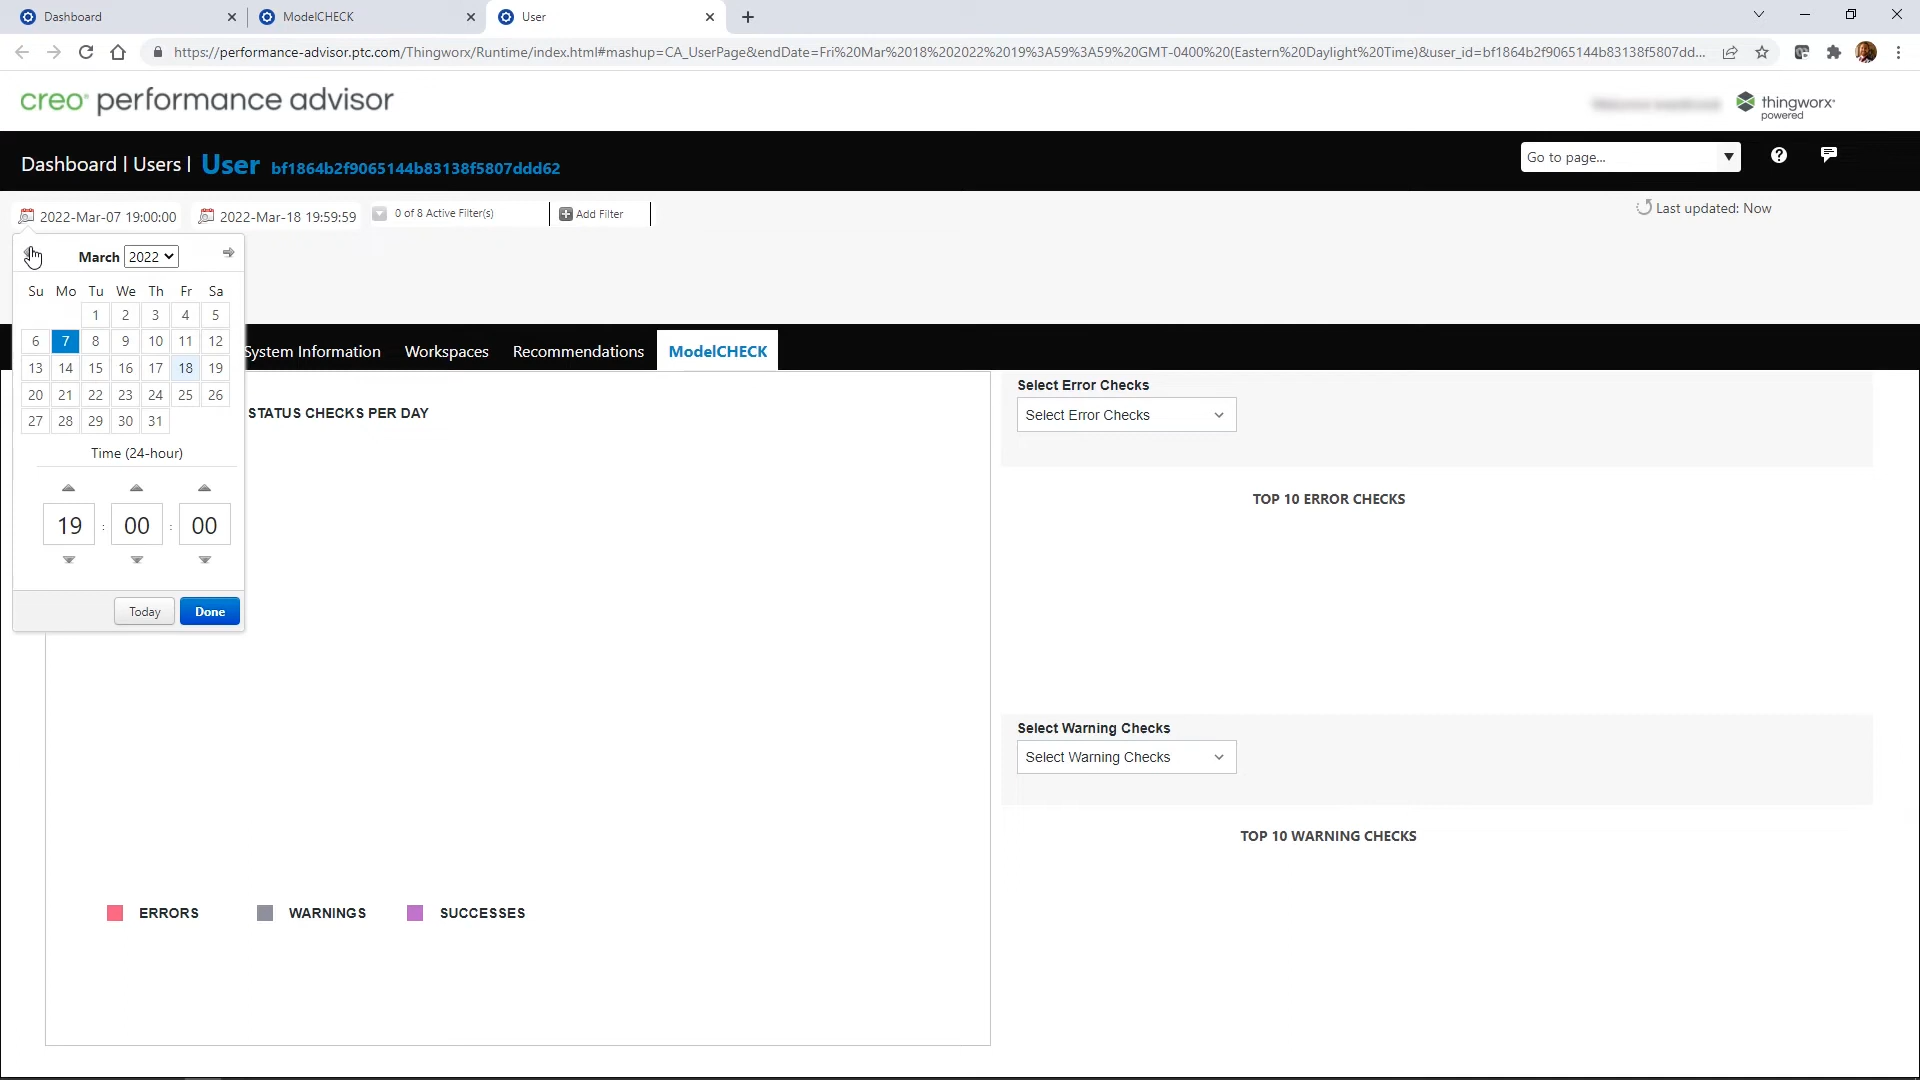 Dashboard
ModelCHECK
User
https://performance-advisor.ptc.com/Thingworx/Runtime/index.html#mashup=CA_UserPage&endDate=Fri%20Mar%2018%202022%2019%3A59%3A59%20GMT-0400%20(Eastern%20Daylight%20Time)&user_id=bf1864b2f9065144b83138f5807dd...
creo® performance advisor
thingworx®
powered
Dashboard | Users | User bf1864b2f9065144b83138f5807ddd62
Go to page...
2022-Mar-07 19:00:00
2022-Mar-18 19:59:59
0 of 8 Active Filter(s)
Add Filter
Last updated: Now
March 2022
Su Mo Tu We Th Fr Sa
1 2 3 4 5
6 7 8 9 10 11 12
13 14 15 16 17 18 19
20 21 22 23 24 25 26
27 28 29 30 31
Time (24-hour)
19 : 00 : 00
Today Done
System Information
Workspaces
Recommendations
ModelCHECK
STATUS CHECKS PER DAY
ERRORS
WARNINGS
SUCCESSES
Select Error Checks
Select Error Checks
TOP 10 ERROR CHECKS
Select Warning Checks
Select Warning Checks
TOP 10 WARNING CHECKS